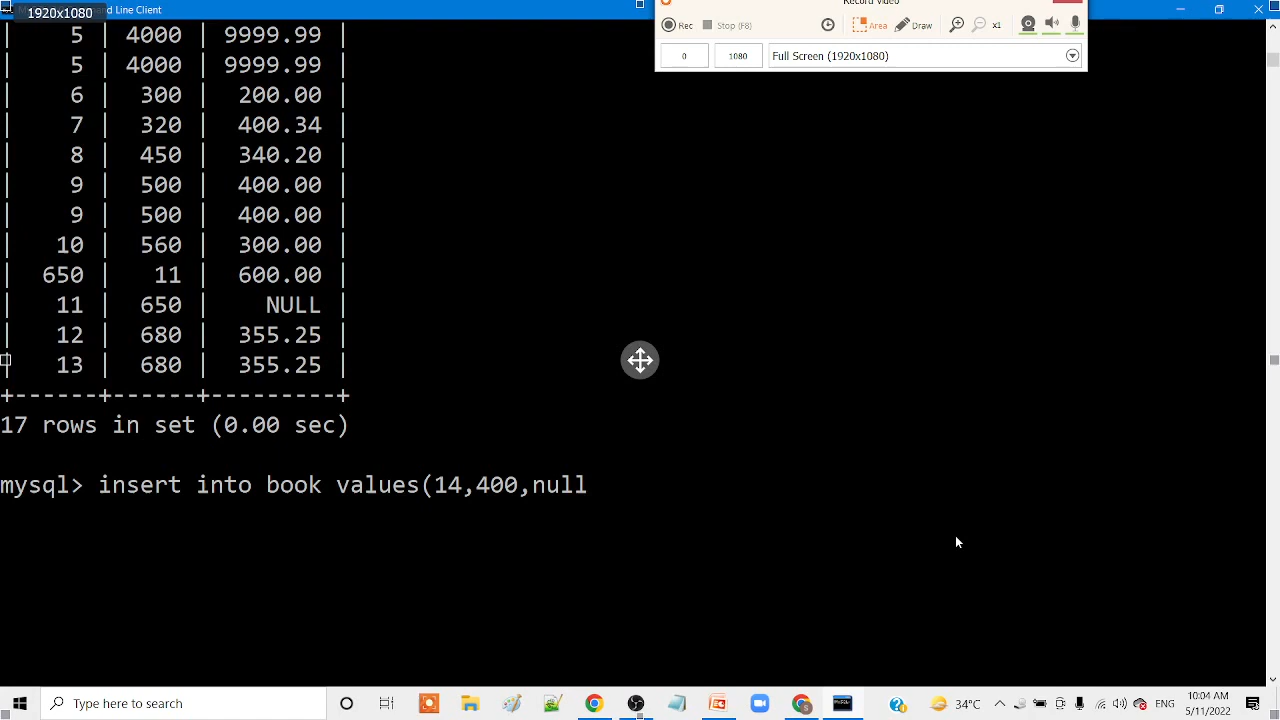 1920x1080
and Line Client
Record Video
Rec
Stop (F8)
Area
Draw
x1
0
1080
Full Screen (1920x1080)
| 5 | 4000 | 9999.99 |
| 5 | 4000 | 9999.99 |
| 6 | 300 | 200.00 |
| 7 | 320 | 400.34 |
| 8 | 450 | 340.20 |
| 9 | 500 | 400.00 |
| 9 | 500 | 400.00 |
| 10 | 560 | 300.00 |
| 650 | 11 | 600.00 |
| 11 | 650 | NULL |
| 12 | 680 | 355.25 |
| 13 | 680 | 355.25 |
+------+------+---------+
17 rows in set (0.00 sec)
mysql> insert into book values(14,400,null
Type here to search
34°C
ENG
10:04 AM
5/11/2022